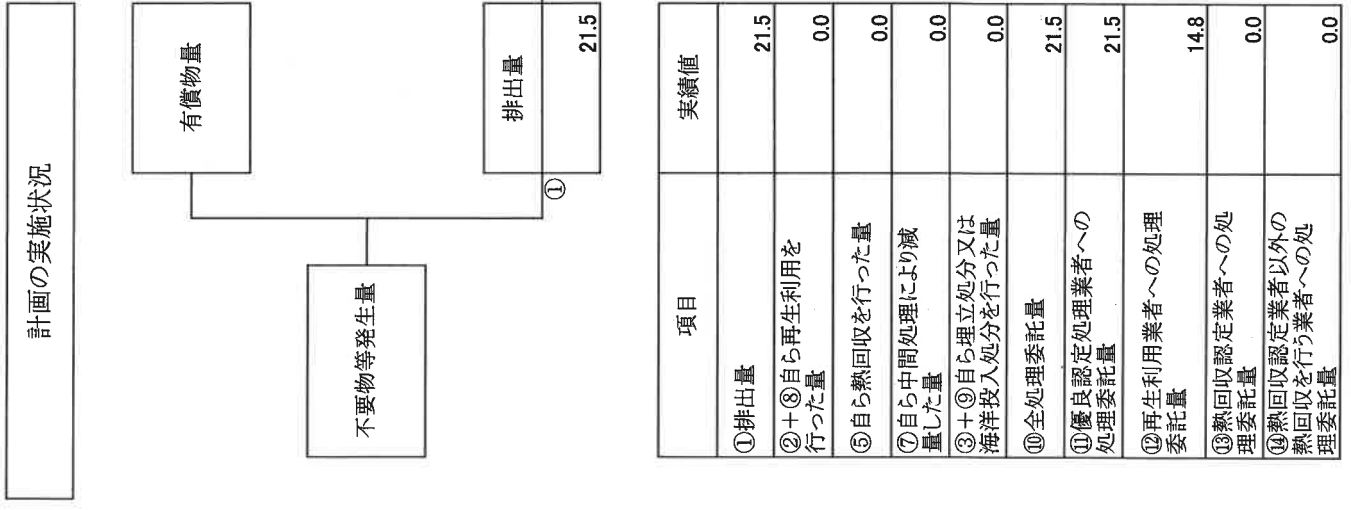 計画の実施状況
有償物量
不要物等発生量
①
排出量
21.5
項目
実績値
①排出量
21.5
②+⑧自ら再生利用を
行った量
0.0
⑤自ら熱回収を行った量
0.0
⑦自ら中間処理により減
量した量
0.0
③+⑨自ら埋立処分又は
海洋投入処分を行った量
0.0
⑩全処理委託量
21.5
⑪優良認定処理業者への
処理委託量
21.5
⑫再生利用業者への処理
委託量
14.8
⑬熱回収認定業者への処
理委託量
0.0
⑭熱回収認定業者以外の
熱回収を行う業者への処
理委託量
0.0